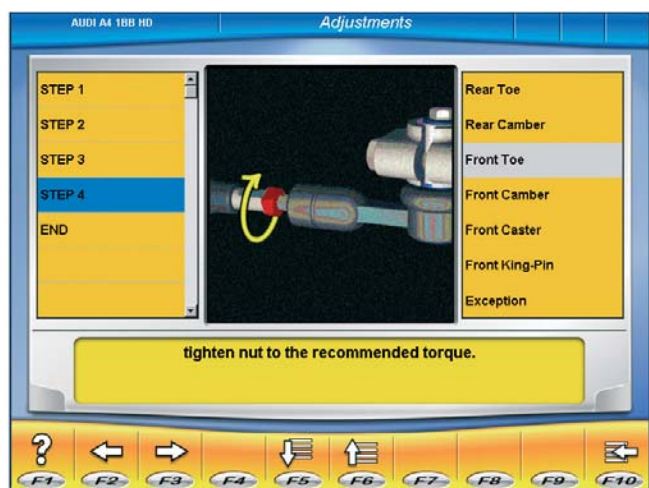 AUDI A4 1BB HD
Adjustments
STEP 1
STEP 2
STEP 3
STEP 4
END
Rear Toe
Rear Camber
Front Toe
Front Camber
Front Caster
Front King-Pin
Exception
tighten nut to the recommended torque.
?
F1 F2 F3 F4 F5 F6 F7 F8 F9 F10